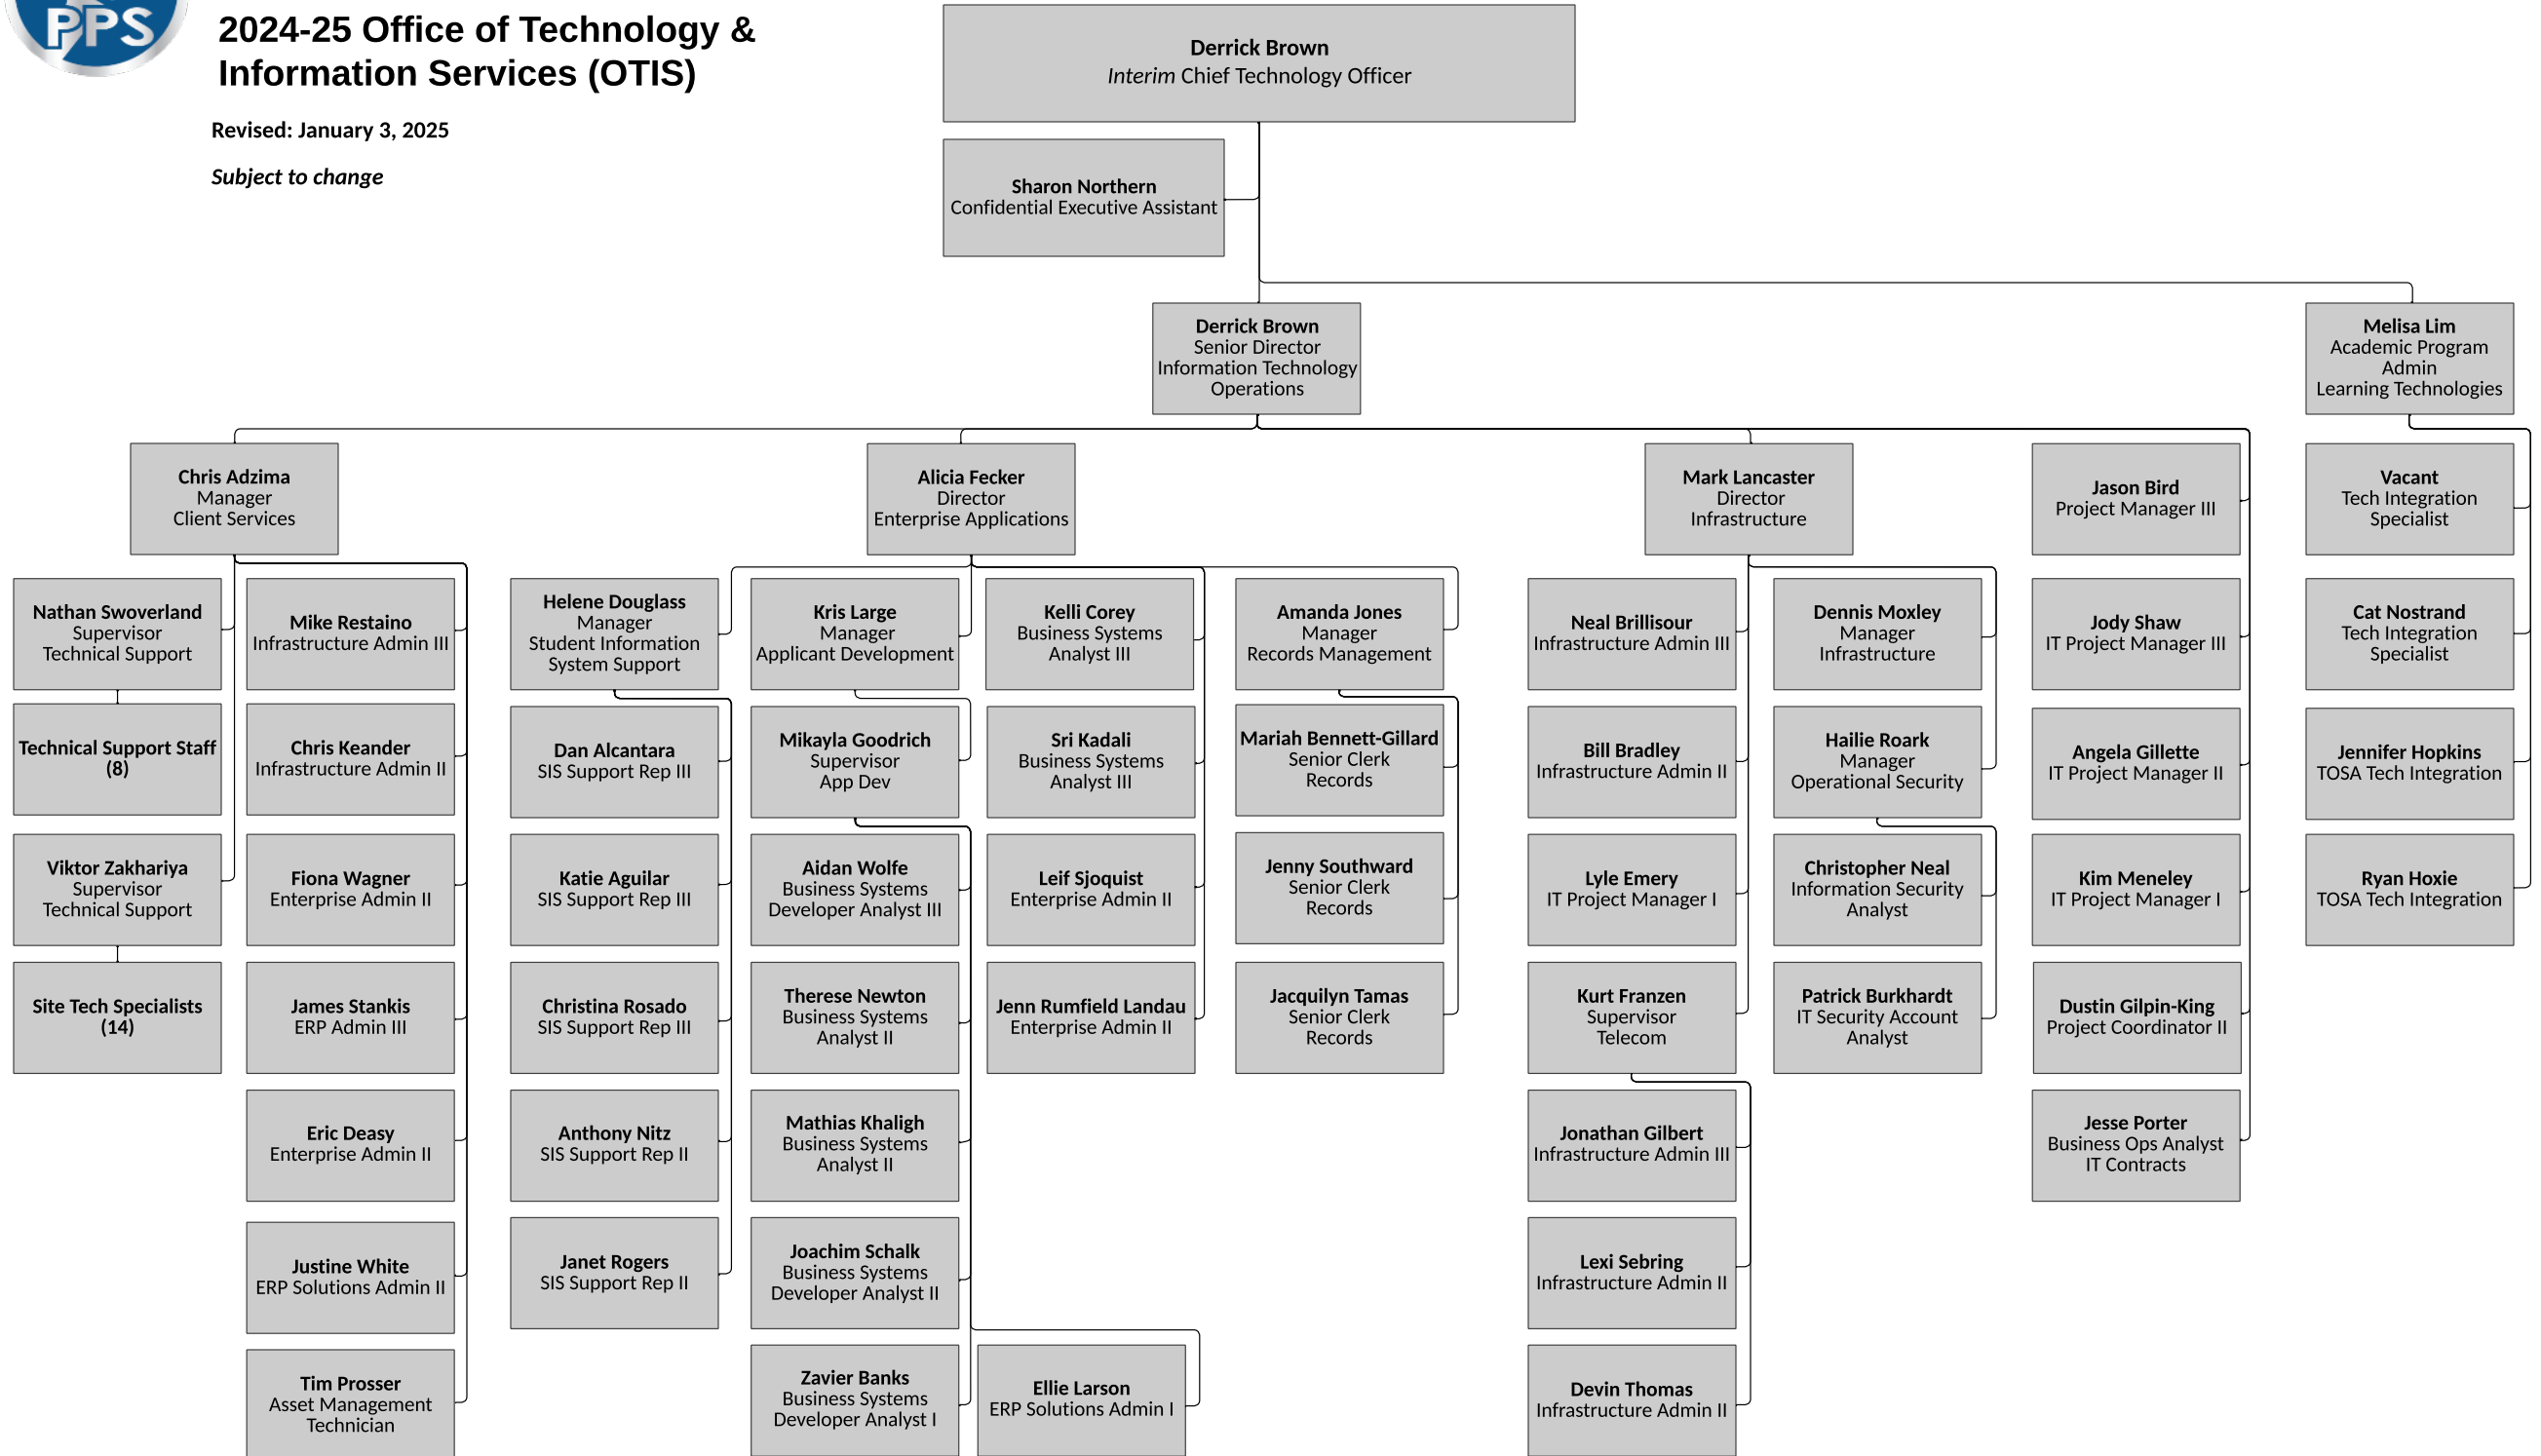 PPS
2024-25 Office of Technology &
Information Services (OTIS)
Revised: January 3, 2025
Subject to change
Derrick Brown
Interim Chief Technology Officer
Sharon Northern
Confidential Executive Assistant
Derrick Brown
Senior Director
Information Technology
Operations
Melisa Lim
Academic Program
Admin
Learning Technologies
Chris Adzima
Manager
Client Services
Alicia Fecker
Director
Enterprise Applications
Mark Lancaster
Director
Infrastructure
Jason Bird
Project Manager III
Vacant
Tech Integration
Specialist
Nathan Swoverland
Supervisor
Technical Support
Mike Restaino
Infrastructure Admin III
Helene Douglass
Manager
Student Information
System Support
Kris Large
Manager
Applicant Development
Kelli Corey
Business Systems
Analyst III
Amanda Jones
Manager
Records Management
Neal Brillisour
Infrastructure Admin III
Dennis Moxley
Manager
Infrastructure
Jody Shaw
IT Project Manager III
Cat Nostrand
Tech Integration
Specialist
Technical Support Staff
(8)
Chris Keander
Infrastructure Admin II
Dan Alcantara
SIS Support Rep III
Mikayla Goodrich
Supervisor
App Dev
Sri Kadali
Business Systems
Analyst III
Mariah Bennett-Gillard
Senior Clerk
Records
Bill Bradley
Infrastructure Admin II
Hailie Roark
Manager
Operational Security
Angela Gillette
IT Project Manager II
Jennifer Hopkins
TOSA Tech Integration
Viktor Zakhariya
Supervisor
Technical Support
Fiona Wagner
Enterprise Admin II
Katie Aguilar
SIS Support Rep III
Aidan Wolfe
Business Systems
Developer Analyst III
Leif Sjoquist
Enterprise Admin II
Jenny Southward
Senior Clerk
Records
Lyle Emery
IT Project Manager I
Christopher Neal
Information Security
Analyst
Kim Meneley
IT Project Manager I
Ryan Hoxie
TOSA Tech Integration
Site Tech Specialists
(14)
James Stankis
ERP Admin III
Christina Rosado
SIS Support Rep III
Therese Newton
Business Systems
Analyst II
Jenn Rumfield Landau
Enterprise Admin II
Jacquilyn Tamas
Senior Clerk
Records
Kurt Franzen
Supervisor
Telecom
Patrick Burkhardt
IT Security Account
Analyst
Dustin Gilpin-King
Project Coordinator II
Eric Deasy
Enterprise Admin II
Anthony Nitz
SIS Support Rep II
Mathias Khaligh
Business Systems
Analyst II
Jonathan Gilbert
Infrastructure Admin III
Jesse Porter
Business Ops Analyst
IT Contracts
Justine White
ERP Solutions Admin II
Janet Rogers
SIS Support Rep II
Joachim Schalk
Business Systems
Developer Analyst II
Lexi Sebring
Infrastructure Admin II
Tim Prosser
Asset Management
Technician
Zavier Banks
Business Systems
Developer Analyst I
Ellie Larson
ERP Solutions Admin I
Devin Thomas
Infrastructure Admin II